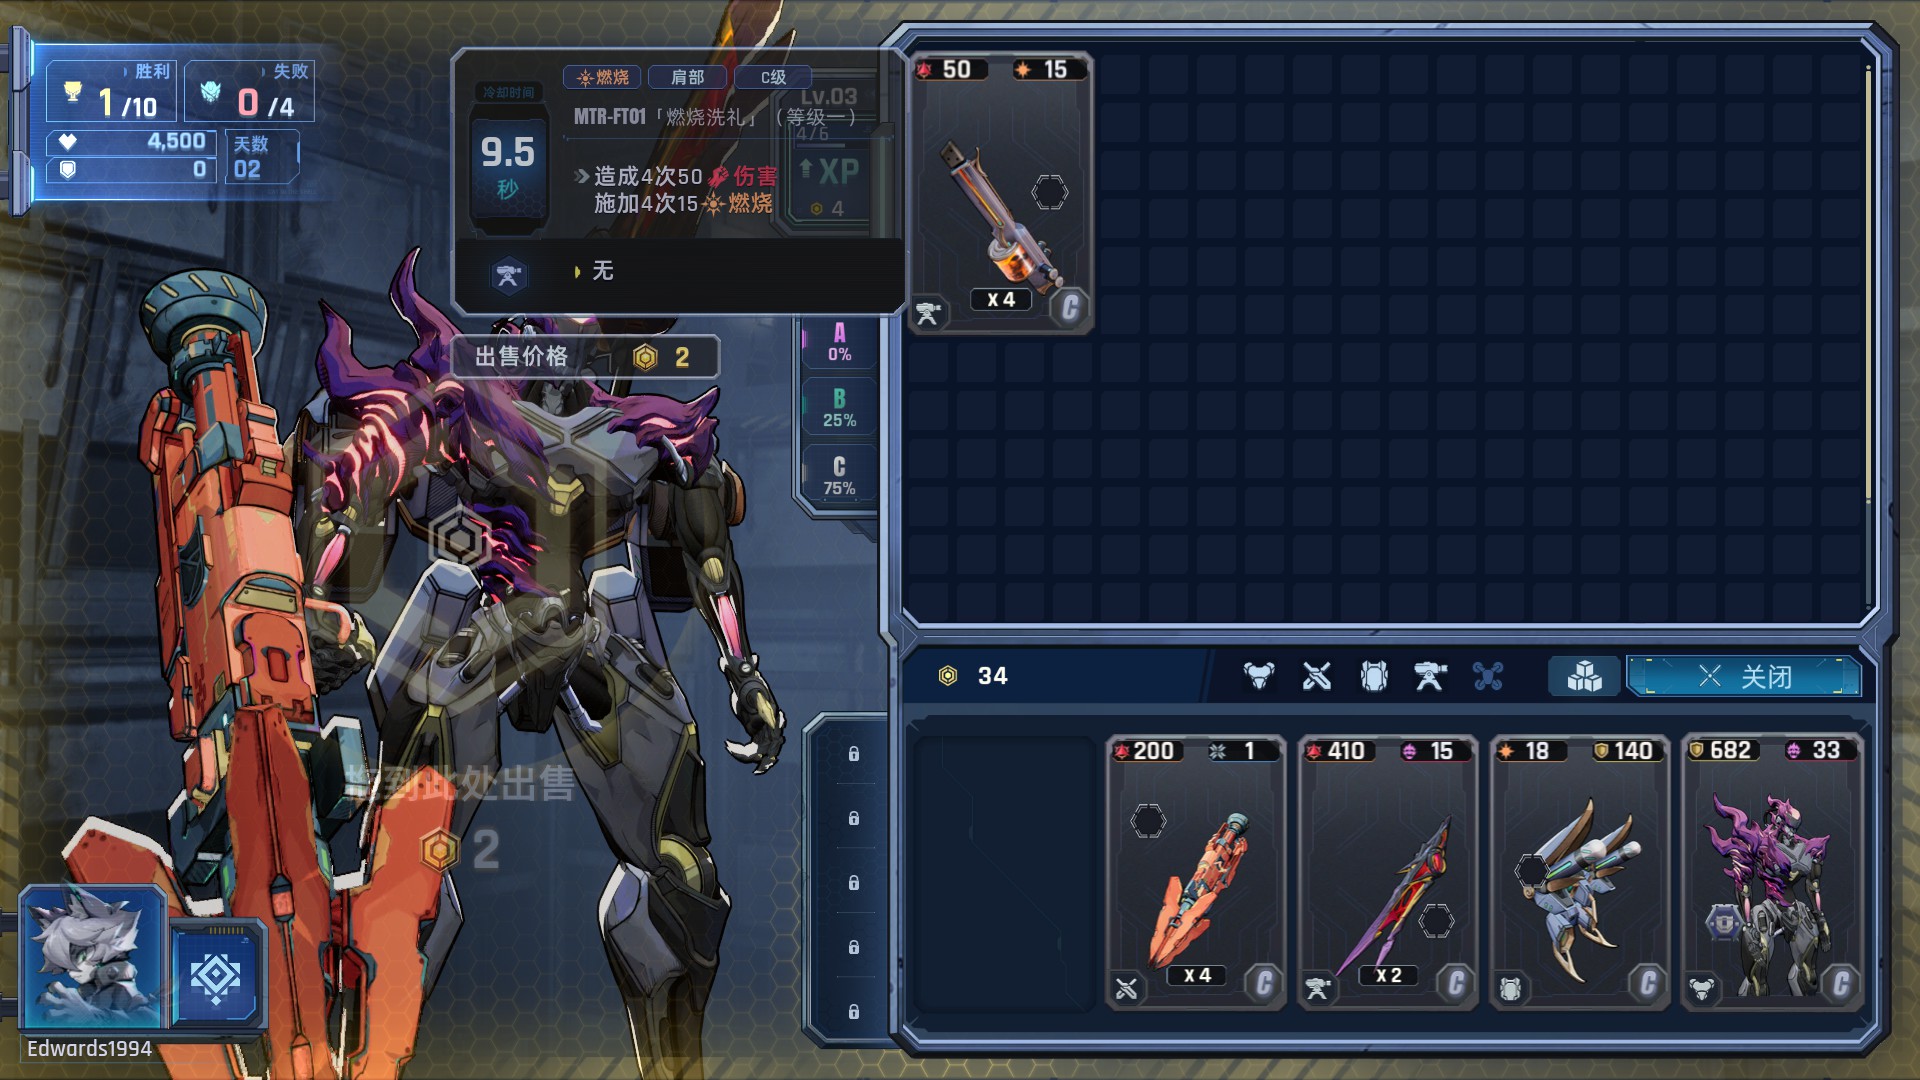 胜利
1 /10
失败
0 /4
4,500
0
天数
02
燃烧
肩部
C级
冷却时间
9.5
秒
MTR-FT01「燃烧洗礼」（等级一）
造成4次50伤害
施加4次15燃烧
无
Lv.03
4/6
XP
4
出售价格
2
A
0%
B
25%
C
75%
50
15
X 4
C
34
关闭
拖到此处出售
2
200
1
X 4
C
410
15
X 2
C
18
140
C
682
33
C
Edwards1994